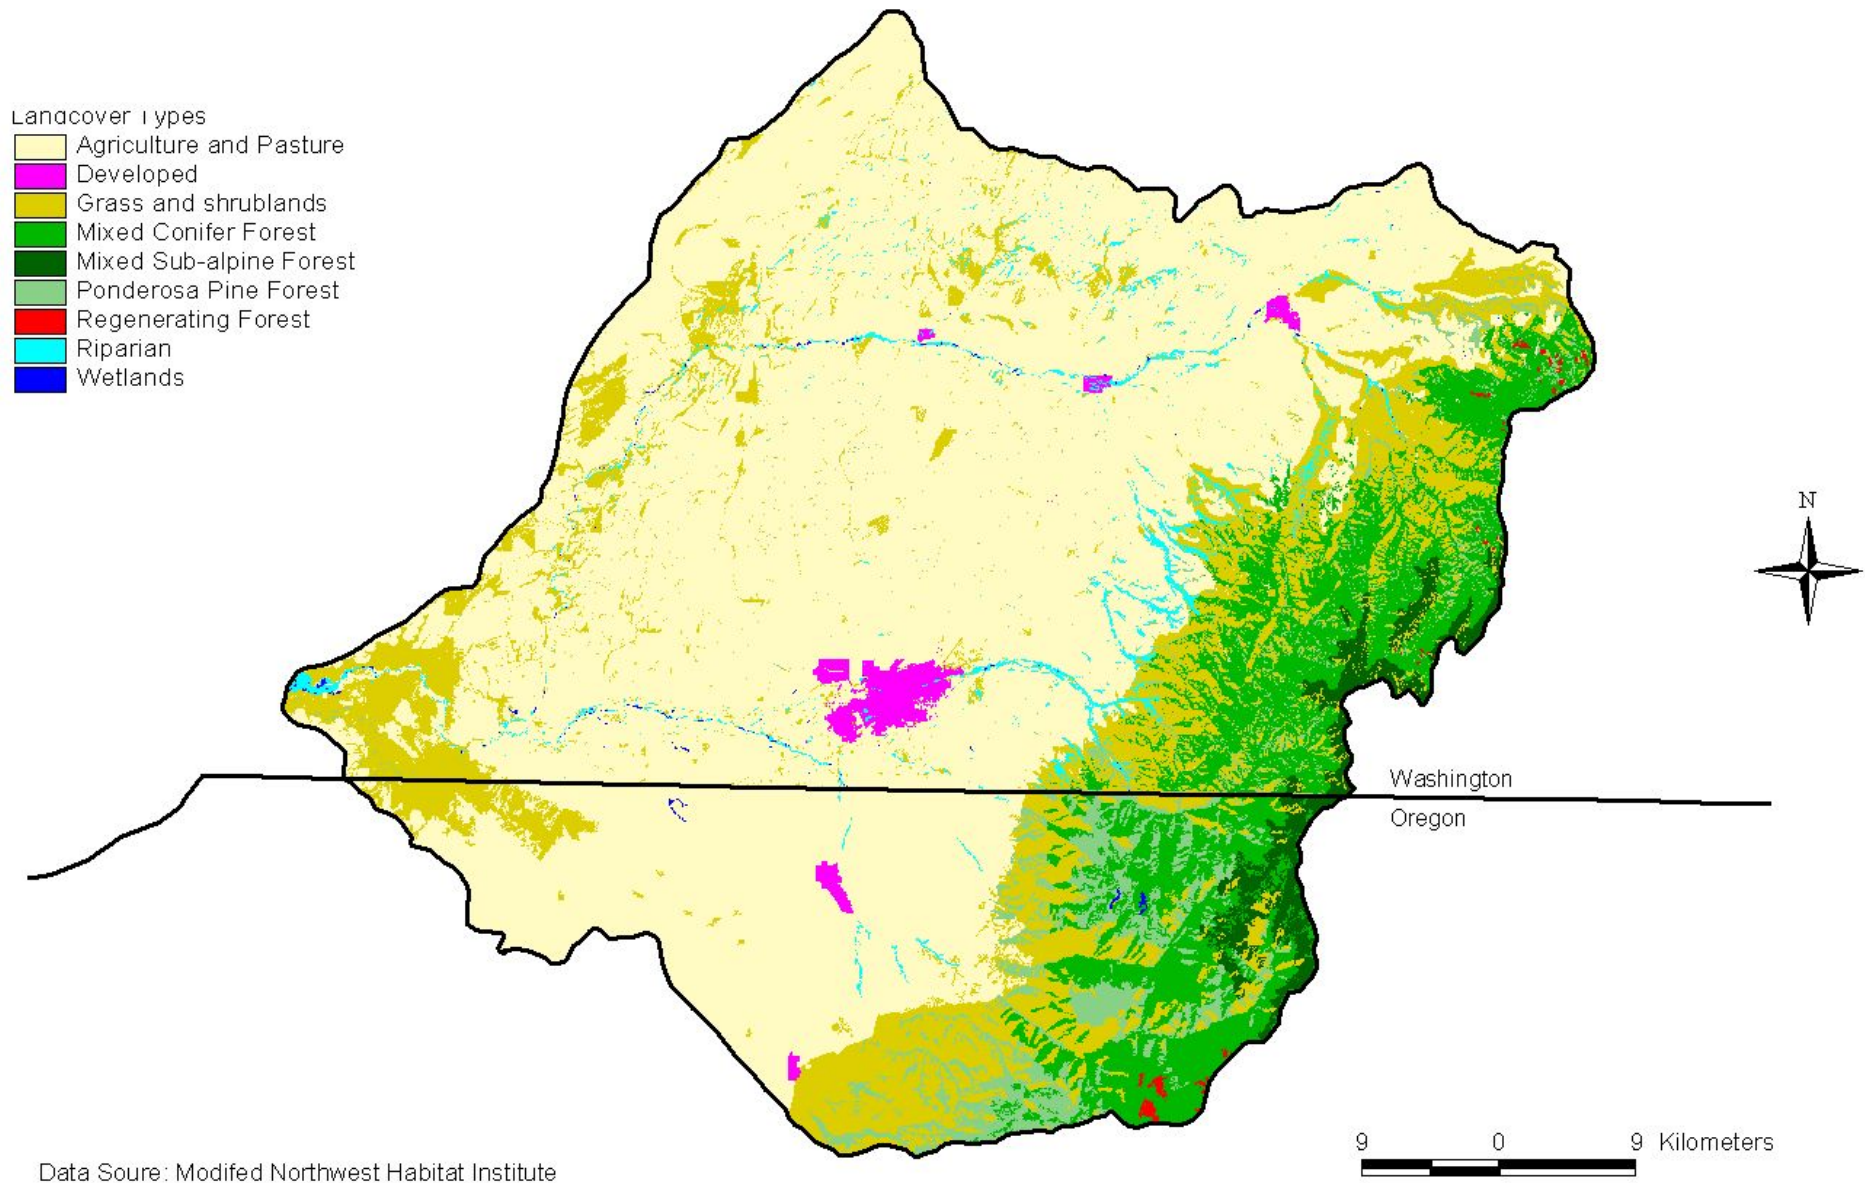 Landcover Types
Agriculture and Pasture
Developed
Grass and shrublands
Mixed Conifer Forest
Mixed Sub-alpine Forest
Ponderosa Pine Forest
Regenerating Forest
Riparian
Wetlands
N
Washington
Oregon
9 0 9 Kilometers
Data Soure: Modifed Northwest Habitat Institute